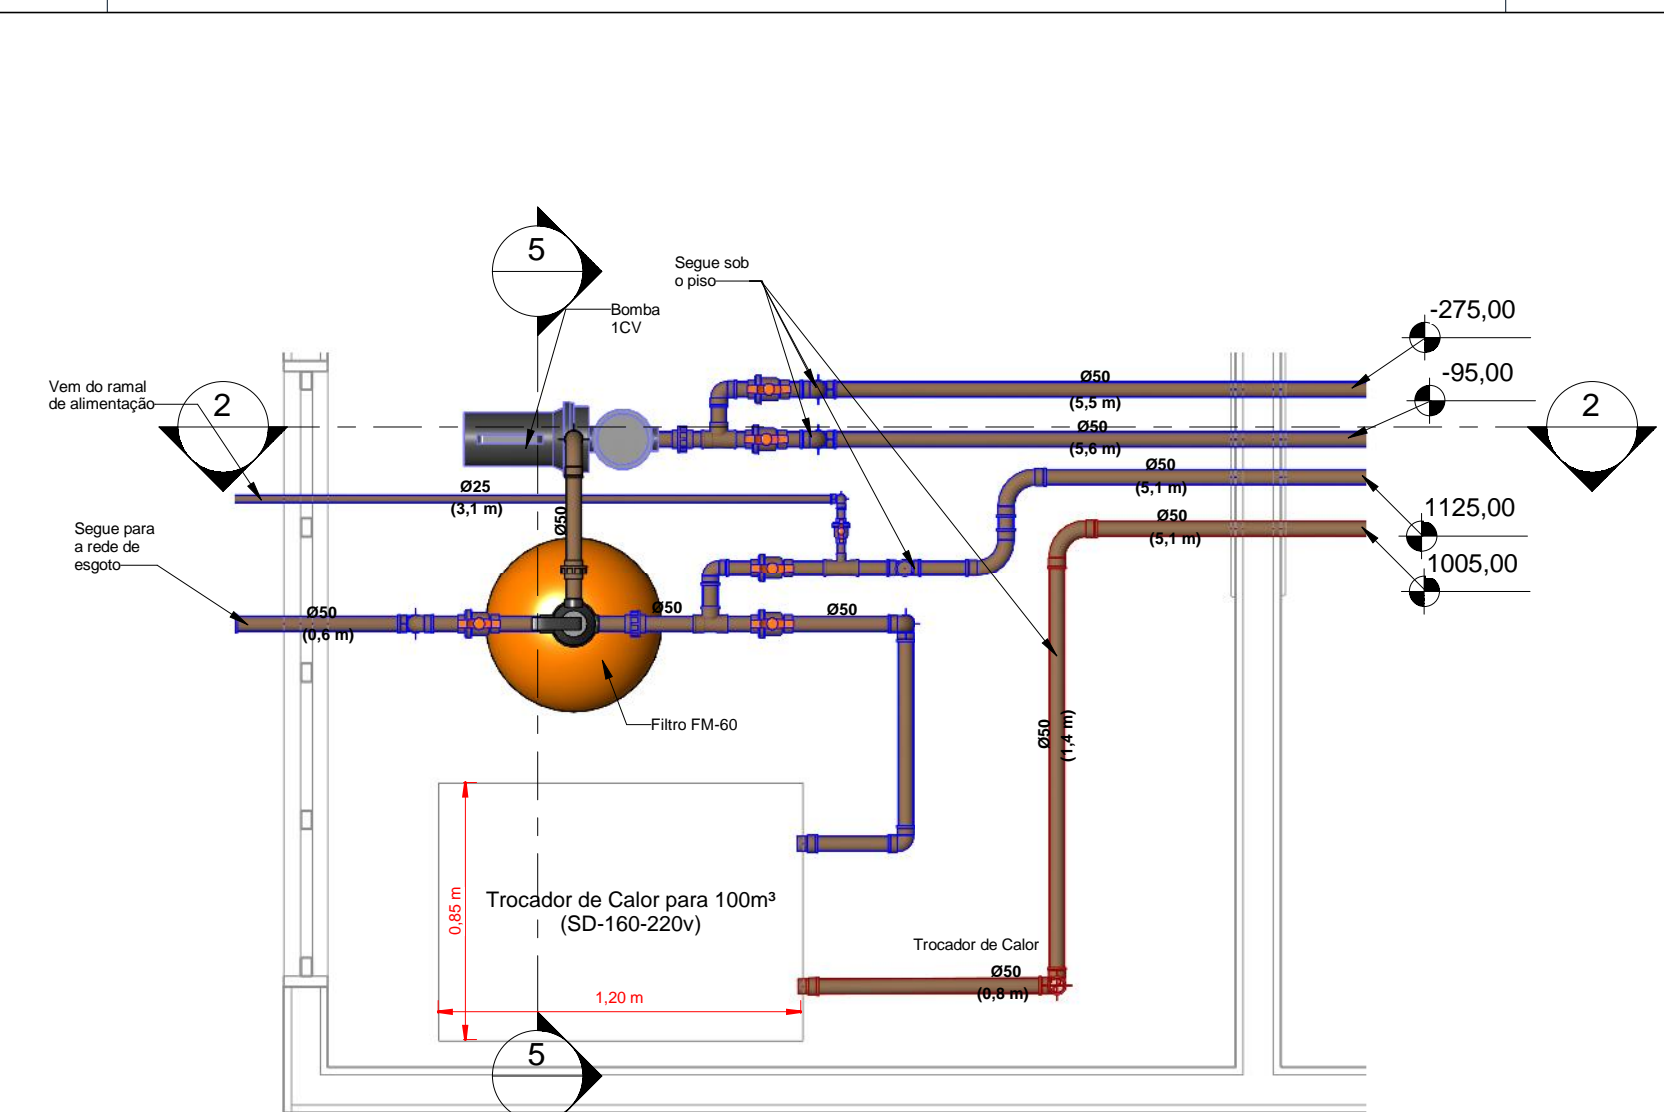 5
Segue sob
o piso
Bomba
1CV
-275,00
-95,00
Vem do ramal
de alimentação
2
2
Ø50
(5,5 m)
Ø50
(5,6 m)
Ø50
(5,1 m)
Ø25
(3,1 m)
Ø50
1125,00
Ø50
(5,1 m)
Segue para
a rede de
esgoto
1005,00
Ø50
(0,6 m)
Ø50
Ø50
Filtro FM-60
Ø50
(1,4 m)
Trocador de Calor para 100m³
(SD-160-220v)
0,85 m
Trocador de Calor
Ø50
(0,8 m)
1,20 m
5